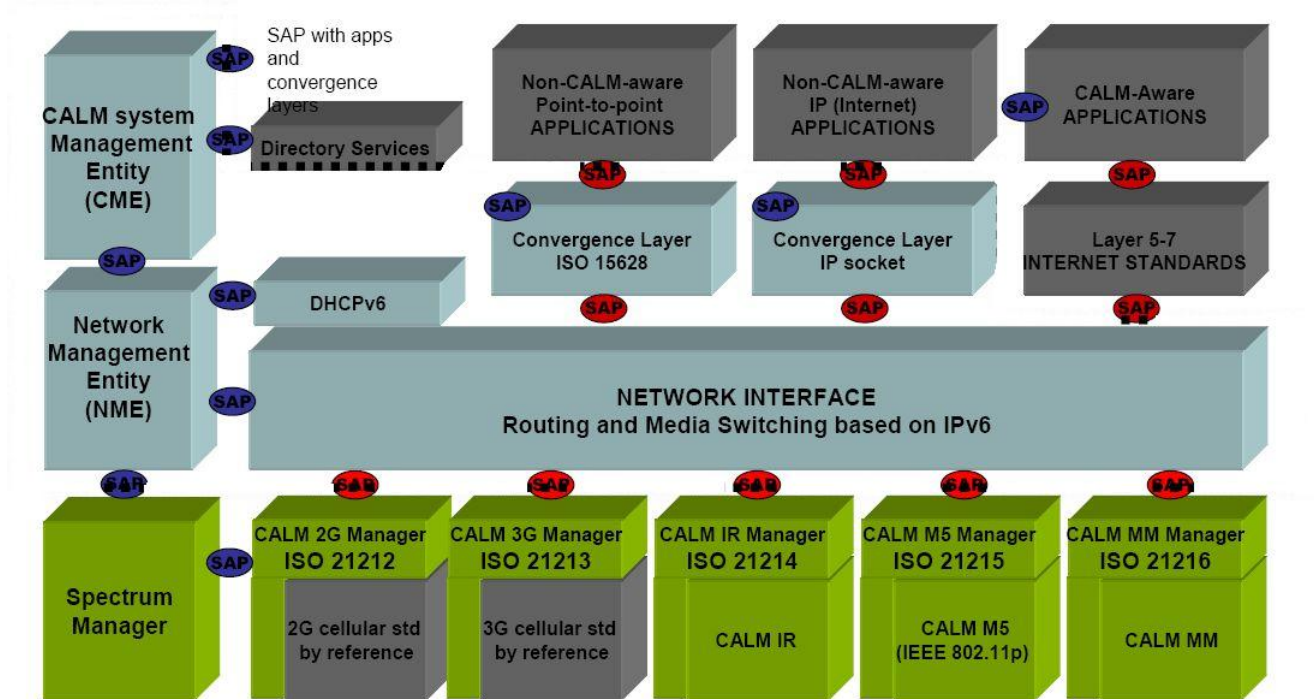 SAP
SAP with apps
and
convergence
layers
CALM system
Management
Entity
(CME)
SAP
Directory Services
Non-CALM-aware
Point-to-point
APPLICATIONS
Non-CALM-aware
IP (Internet)
APPLICATIONS
SAP
CALM-Aware
APPLICATIONS
SAP
SAP
SAP
SAP
Convergence Layer
ISO 15628
SAP
Convergence Layer
IP socket
Layer 5-7
INTERNET STANDARDS
SAP
SAP
DHCPv6
SAP
SAP
SAP
Network
Management
Entity
(NME)
SAP
NETWORK INTERFACE
Routing and Media Switching based on IPv6
SAP
SAP
SAP
SAP
SAP
SAP
Spectrum
Manager
SAP
CALM 2G Manager
ISO 21212
2G cellular std
by reference
CALM 3G Manager
ISO 21213
3G cellular std
by reference
CALM IR Manager
ISO 21214
CALM IR
CALM M5 Manager
ISO 21215
CALM M5
(IEEE 802.11p)
CALM MM Manager
ISO 21216
CALM MM